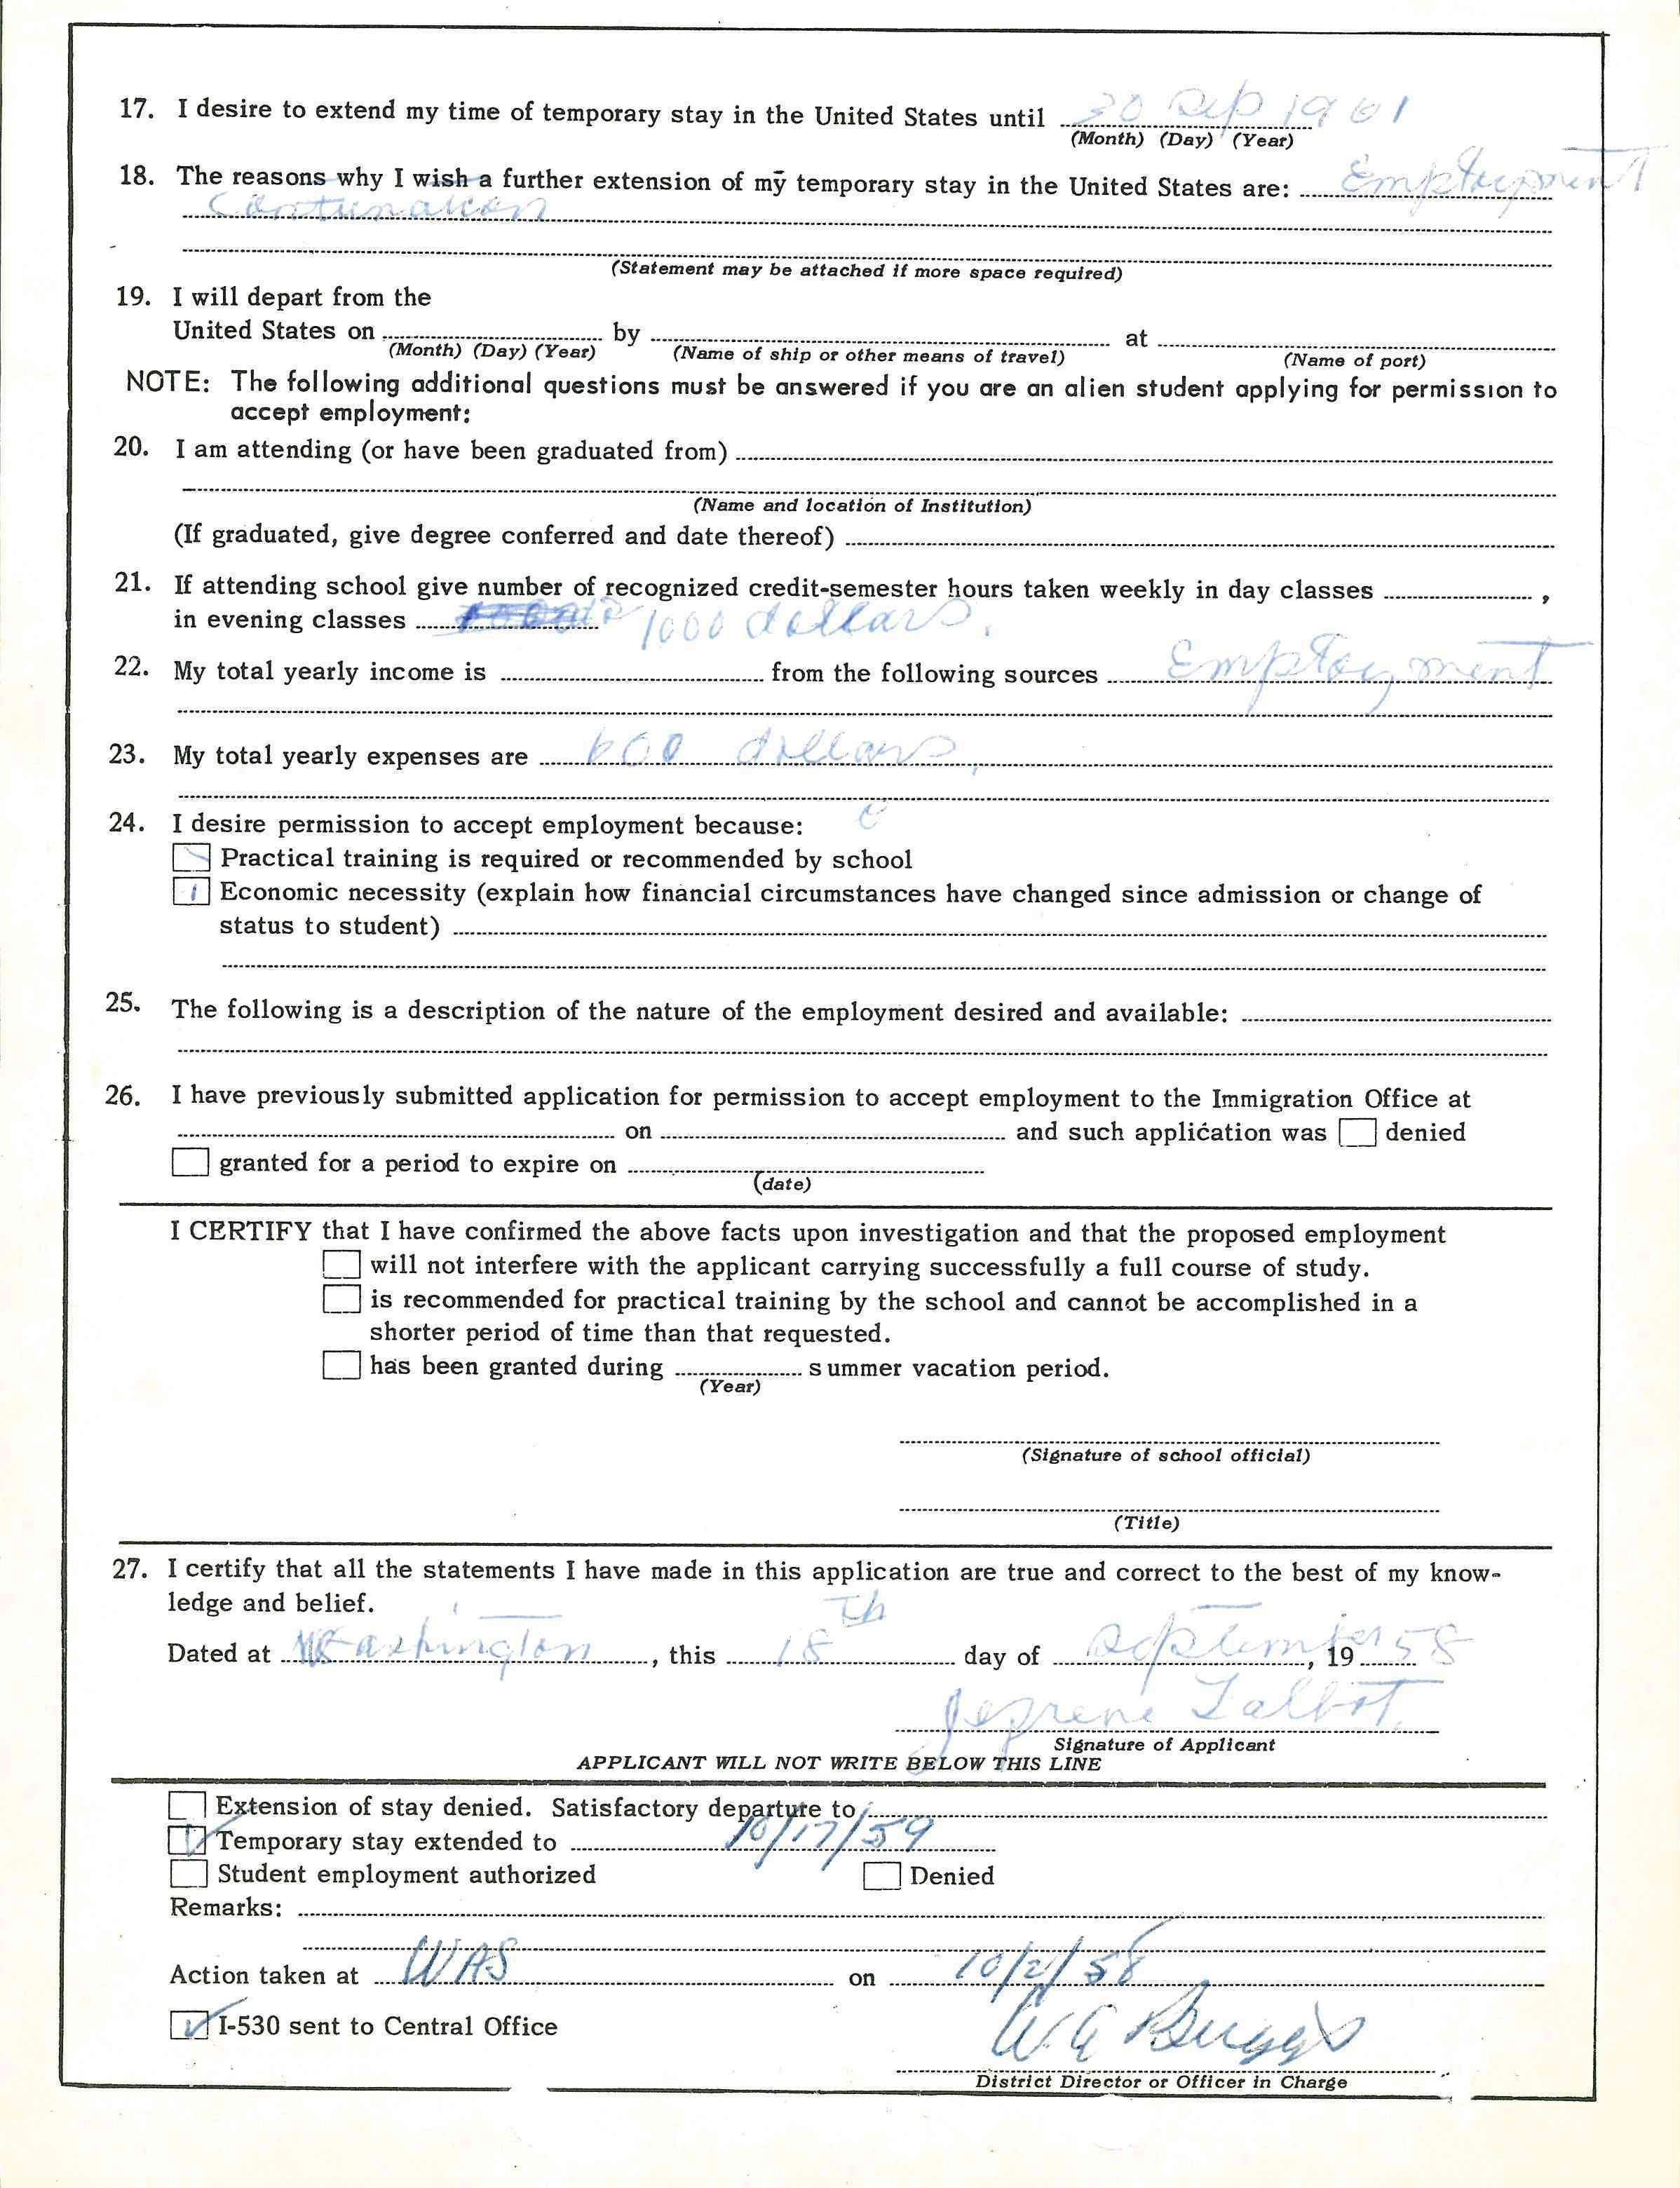 17. I desire to extend my time of temporary stay in the United States until 30 Sep 1961
(Month) (Day) (Year)
18. The reasons why I wish a further extension of my temporary stay in the United States are: Employment
Continuation
(Statement may be attached if more space required)
19. I will depart from the
United States on by at
(Month) (Day) (Year) (Name of ship or other means of travel) (Name of port)
NOTE: The following additional questions must be answered if you are an alien student applying for permission to
accept employment:
20. I am attending (or have been graduated from)
(Name and location of Institution)
(If graduated, give degree conferred and date thereof)
21. If attending school give number of recognized credit-semester hours taken weekly in day classes ,
in evening classes 1000 dollars.
22. My total yearly income is from the following sources Employment
23. My total yearly expenses are 600 dollars.
24. I desire permission to accept employment because:
Practical training is required or recommended by school
Economic necessity (explain how financial circumstances have changed since admission or change of
status to student)
25. The following is a description of the nature of the employment desired and available:
26. I have previously submitted application for permission to accept employment to the Immigration Office at
on and such application was denied
granted for a period to expire on
(date)
I CERTIFY that I have confirmed the above facts upon investigation and that the proposed employment
will not interfere with the applicant carrying successfully a full course of study.
is recommended for practical training by the school and cannot be accomplished in a
shorter period of time than that requested.
has been granted during summer vacation period.
(Year)
(Signature of school official)
(Title)
27. I certify that all the statements I have made in this application are true and correct to the best of my know-
ledge and belief.
Dated at Washington, this 18th day of September, 1958
Talbot.
Signature of Applicant
APPLICANT WILL NOT WRITE BELOW THIS LINE
Extension of stay denied. Satisfactory departure to
Temporary stay extended to 10/17/59
Student employment authorized Denied
Remarks:
Action taken at WAS on 10/2/58
I-530 sent to Central Office
W. A. Buggs
District Director or Officer in Charge